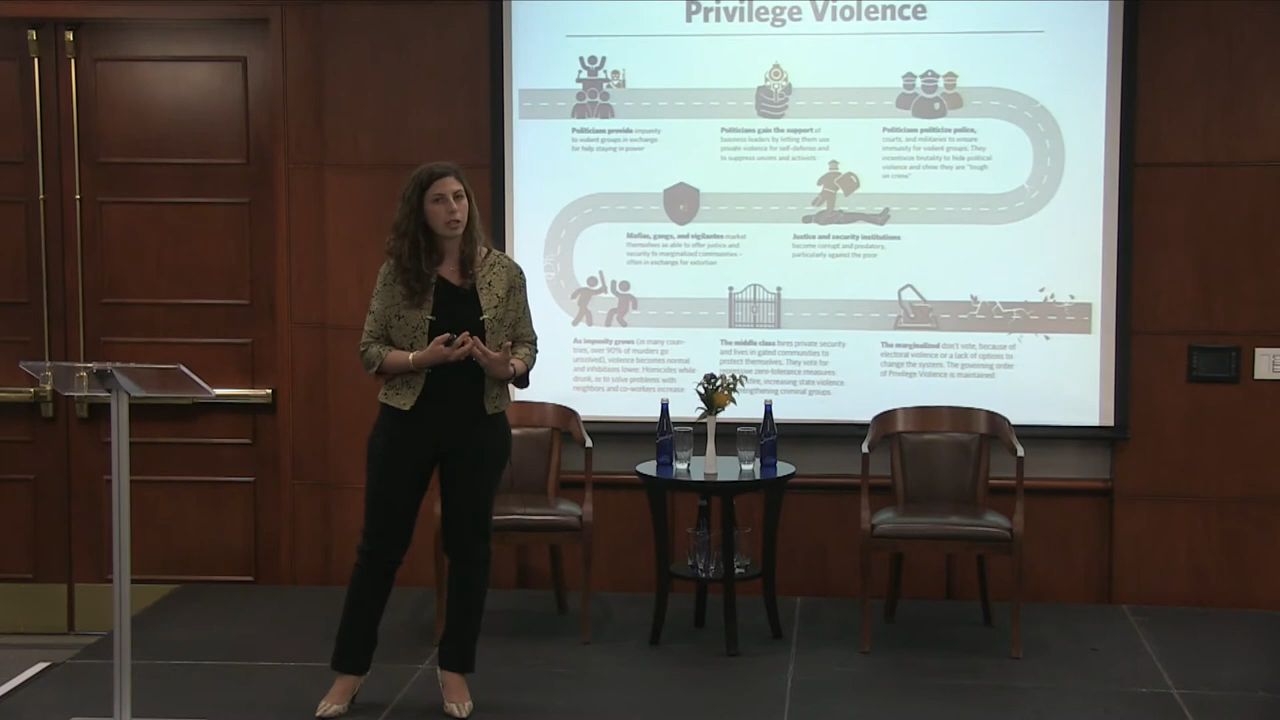 Privilege Violence
Politicians provide impunity
to violent groups in exchange
for help staying in power
Politicians gain the support of
business leaders by letting them use
private violence for self-defense and
to suppress unions and activists
Politicians politicize police,
courts, and militaries to ensure
immunity for violent groups. They
incentivize brutality to hide political
violence and show they are "tough
on crime"
Mafias, gangs, and vigilantes market
themselves as able to offer justice and
security to marginalized communities –
often in exchange for extortion
Justice and security institutions
become corrupt and predatory,
particularly against the poor
As impunity grows (in many coun-
tries, over 90% of murders go
unsolved), violence becomes normal
and inhibitions lower. Homicides while
drunk, or to solve problems with
neighbors and co-workers increase
The middle class hires private security
and lives in gated communities to
protect themselves. They vote for
repressive zero-tolerance measures
increasing state violence
strengthening criminal groups.
The marginalized don't vote, because of
electoral violence or a lack of options to
change the system. The governing order
of Privilege Violence is maintained